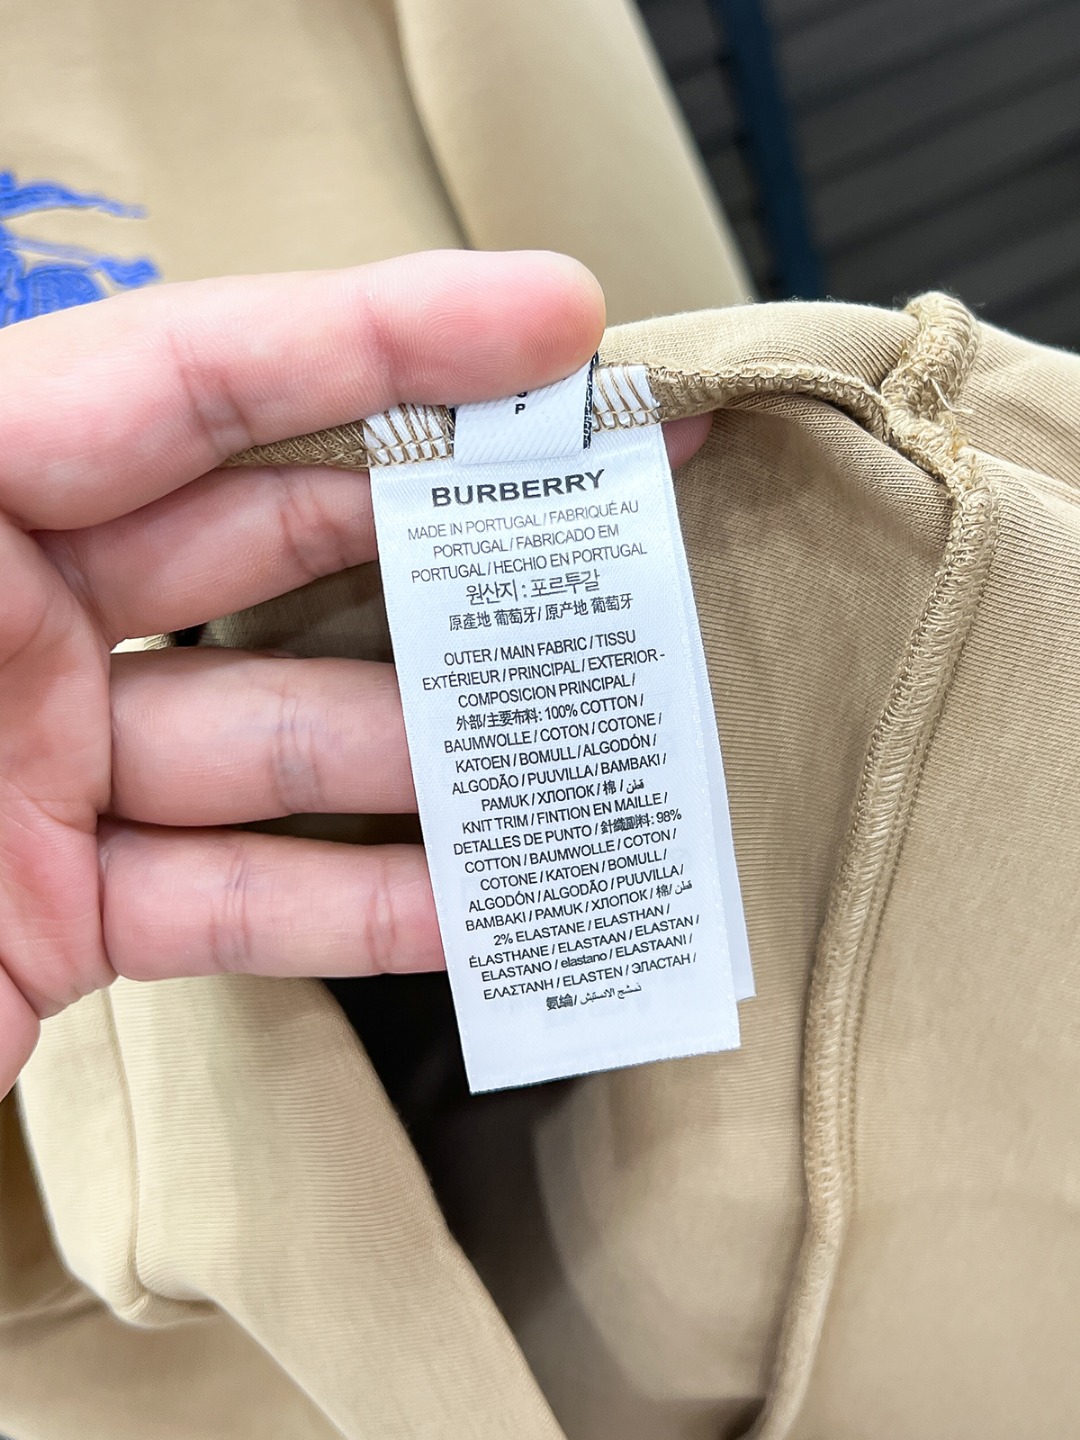 P
BURBERRY
MADE IN PORTUGAL / FABRIQUÉ AU
PORTUGAL / FABRICADO EM
PORTUGAL / HECHO EN PORTUGAL
원산지 : 포르투갈
原產地 葡萄牙 / 原产地 葡萄牙
OUTER / MAIN FABRIC / TISSU
EXTÉRIEUR / PRINCIPAL / EXTERIOR -
COMPOSICION PRINCIPAL /
外部/主要布料: 100% COTTON /
BAUMWOLLE / COTON / COTONE /
KATOEN / BOMULL / ALGODÓN /
ALGODÃO / PUUVILLA / BAMBAKI /
PAMUK / ХЛОПОК / 棉 / قطن
KNIT TRIM / FINTION EN MAILLE /
DETALLES DE PUNTO / 針織副料: 98%
COTTON / BAUMWOLLE / COTON /
COTONE / KATOEN / BOMULL /
ALGODÓN / ALGODÃO / PUUVILLA /
BAMBAKI / PAMUK / ХЛОПОК / 棉 / قطن
2% ELASTANE / ELASTHAN /
ÉLASTHANE / ELASTAAN / ELASTAN /
ELASTANO / elastano / ELASTAANI /
ΕΛΑΣΤΑΝΗ / ELASTEN / ЭЛАСТАН /
氨綸 /